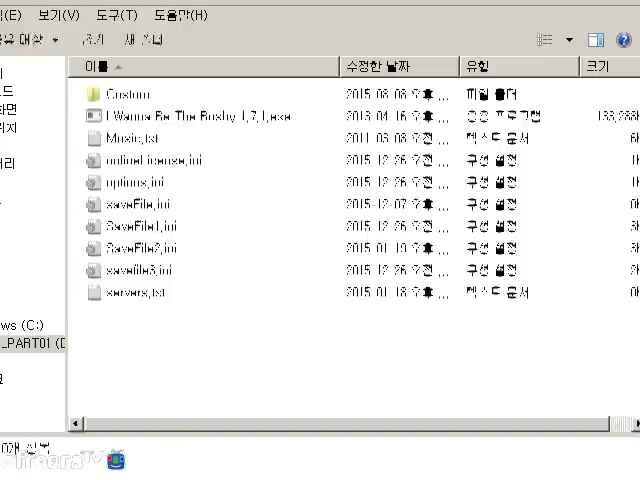 (E) 보기(V) 도구(T) 도움말(H)
새 폴더
이름 수정한 날짜 유형 크기
Custom 2015-08-08 오후 ... 파일 폴더
I Wanna Be The Boshy 1,7,1,exe 2013-04-16 오후 ... 응용 프로그램 133,288
Music,txt 2011-03-08 오전 ... 텍스트 문서
onlineLicense,ini 2015-12-26 오전 ... 구성 설정
options,ini 2015-12-26 오전 ... 구성 설정
saveFile,ini 2015-12-07 오후 ... 구성 설정
SaveFile1,ini 2015-12-26 오전 ... 구성 설정
SaveFile2,ini 2015-01-19 오후 ... 구성 설정
savefile3,ini 2015-12-26 오전 ... 구성 설정
servers,txt 2015-01-18 오후 ... 텍스트 문서
ws (C:)
_PART01 (D